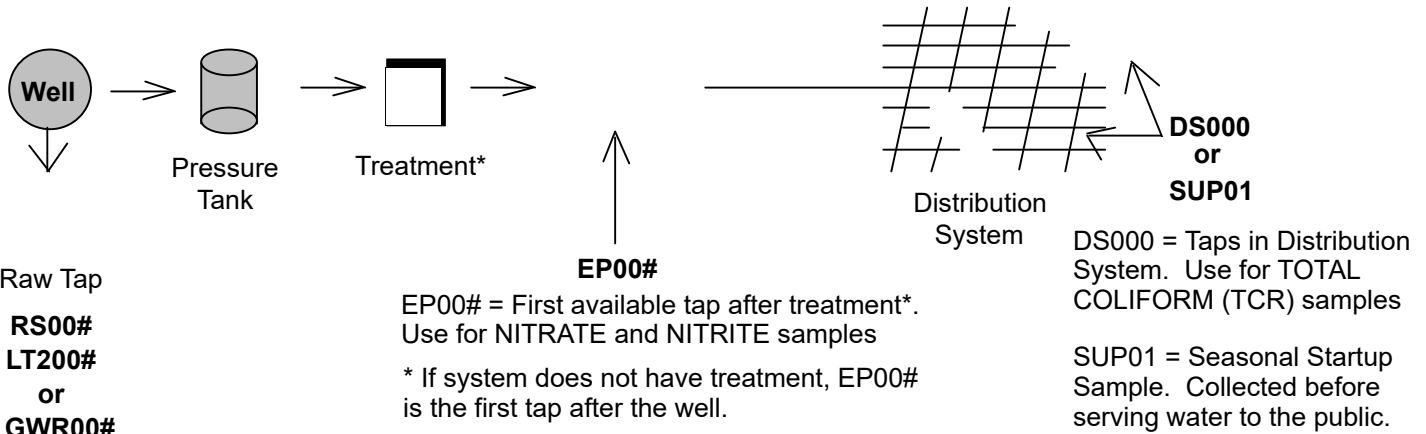 Well
Pressure
Tank
Treatment*
Distribution
System
DS000
or
SUP01
Raw Tap
RS00#
LT200#
or
GWR00#
EP00#
EP00# = First available tap after treatment*.
Use for NITRATE and NITRITE samples
* If system does not have treatment, EP00#
is the first tap after the well.
DS000 = Taps in Distribution
System.  Use for TOTAL
COLIFORM (TCR) samples
SUP01 = Seasonal Startup
Sample.  Collected before
serving water to the public.